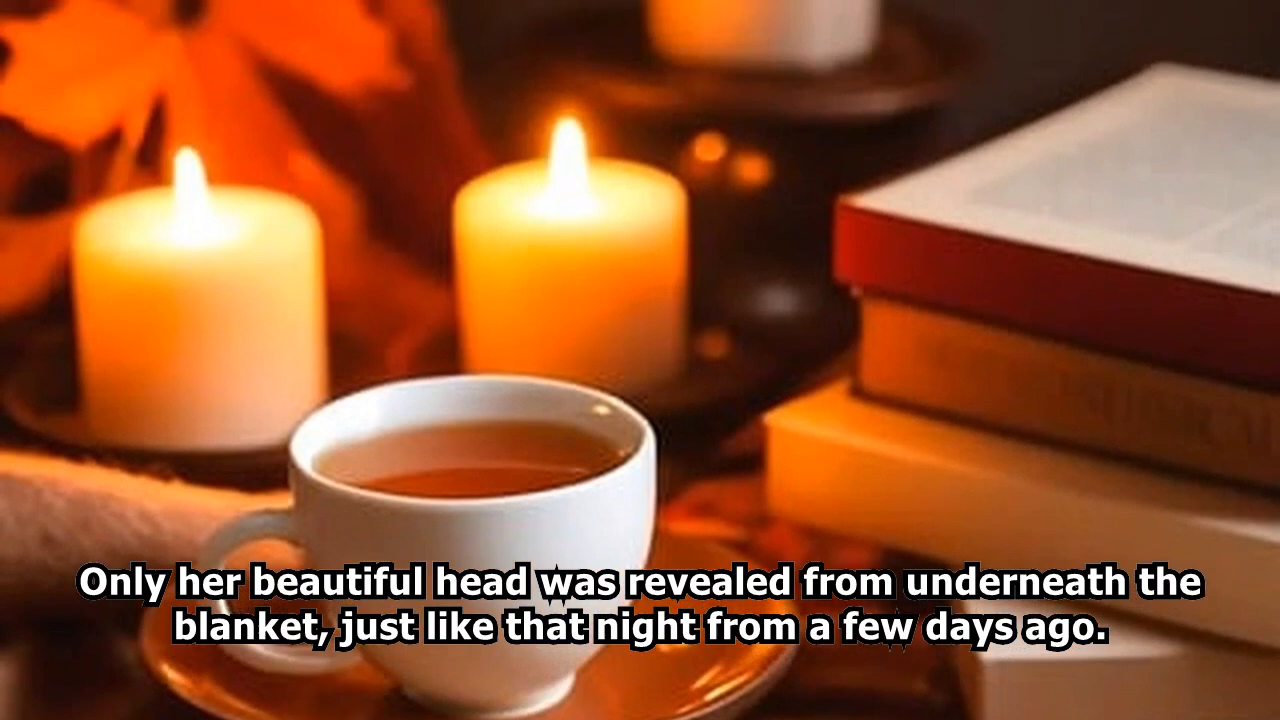 Only her beautiful head was revealed from underneath the
blanket, just like that night from a few days ago.